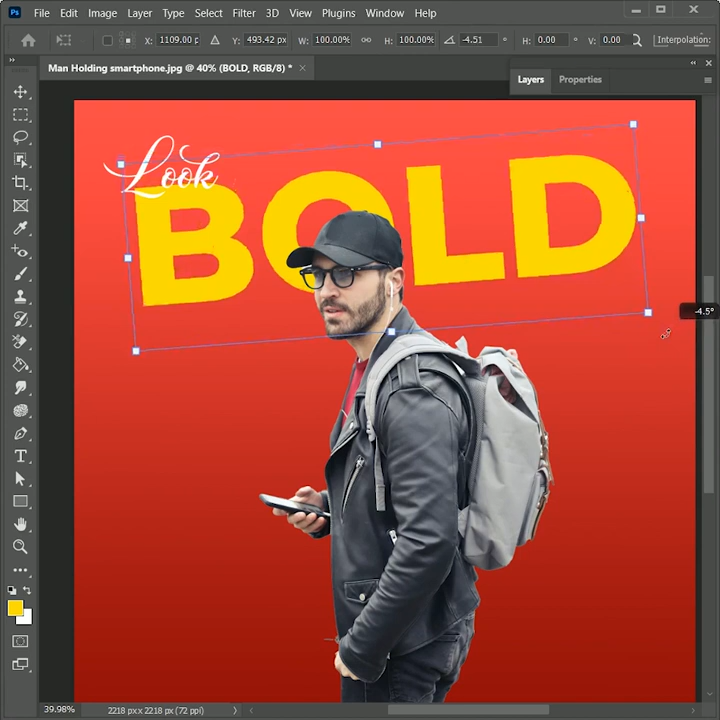 Ps File Edit Image Layer Type Select Filter 3D View Plugins Window Help
X: 1109.00 p Y: 493.42 px W: 100.00% H: 100.00% -4.51 ° H: 0.00 ° V: 0.00 Interpolation:
Man Holding smartphone.jpg @ 40% (BOLD, RGB/8) *
Layers Properties
Look
BOLD
-4.5°
39.98% 2218 px x 2218 px (72 ppi)